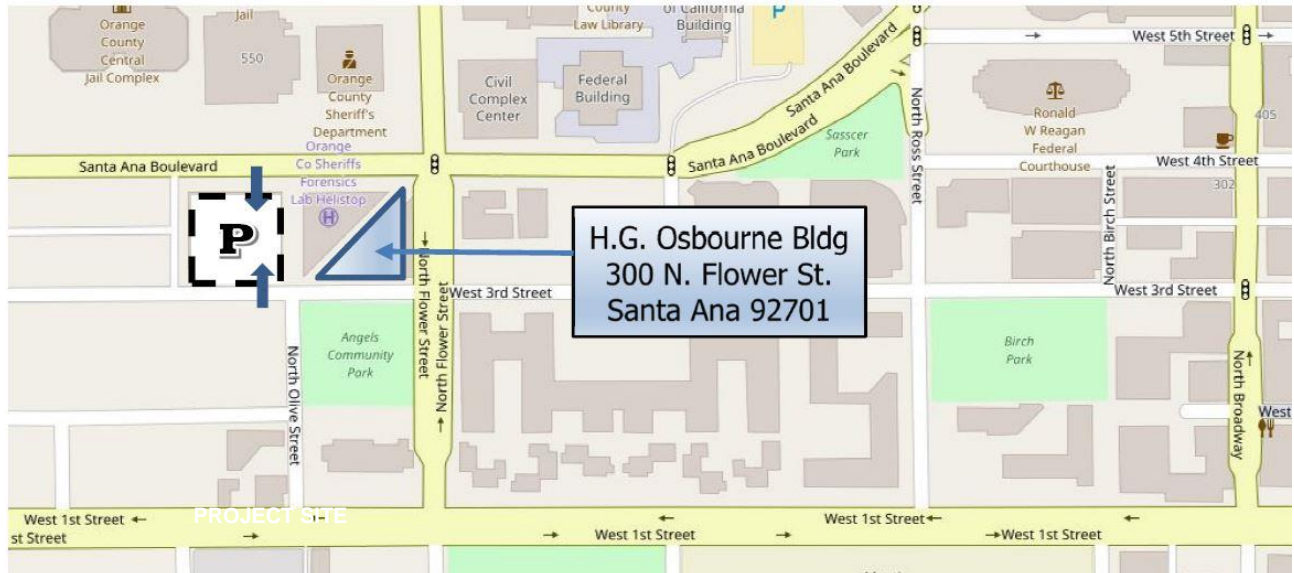 Orange
County
Central
Jail Complex
Jail
550
Orange
County
Sheriff's
Department
Orange
Co Sheriffs
Forensics
Lab Helistop
H
County
Law Library
of California
Building
P
Civil
Complex
Center
Federal
Building
Santa Ana Boulevard
Santa Ana Boulevard
Santa Ana Boulevard
Sasscer
Park
North Ross Street
West 5th Street
Ronald
W Reagan
Federal
Courthouse
405
West 4th Street
302
North Birch Street
P
H.G. Osbourne Bldg
300 N. Flower St.
Santa Ana 92701
North Flower Street
North Flower Street
West 3rd Street
West 3rd Street
Angels
Community
Park
North Olive Street
Birch
Park
North Broadway
West
PROJECT SITE
West 1st Street
st Street
West 1st Street
West 1st Street
West 1st Street